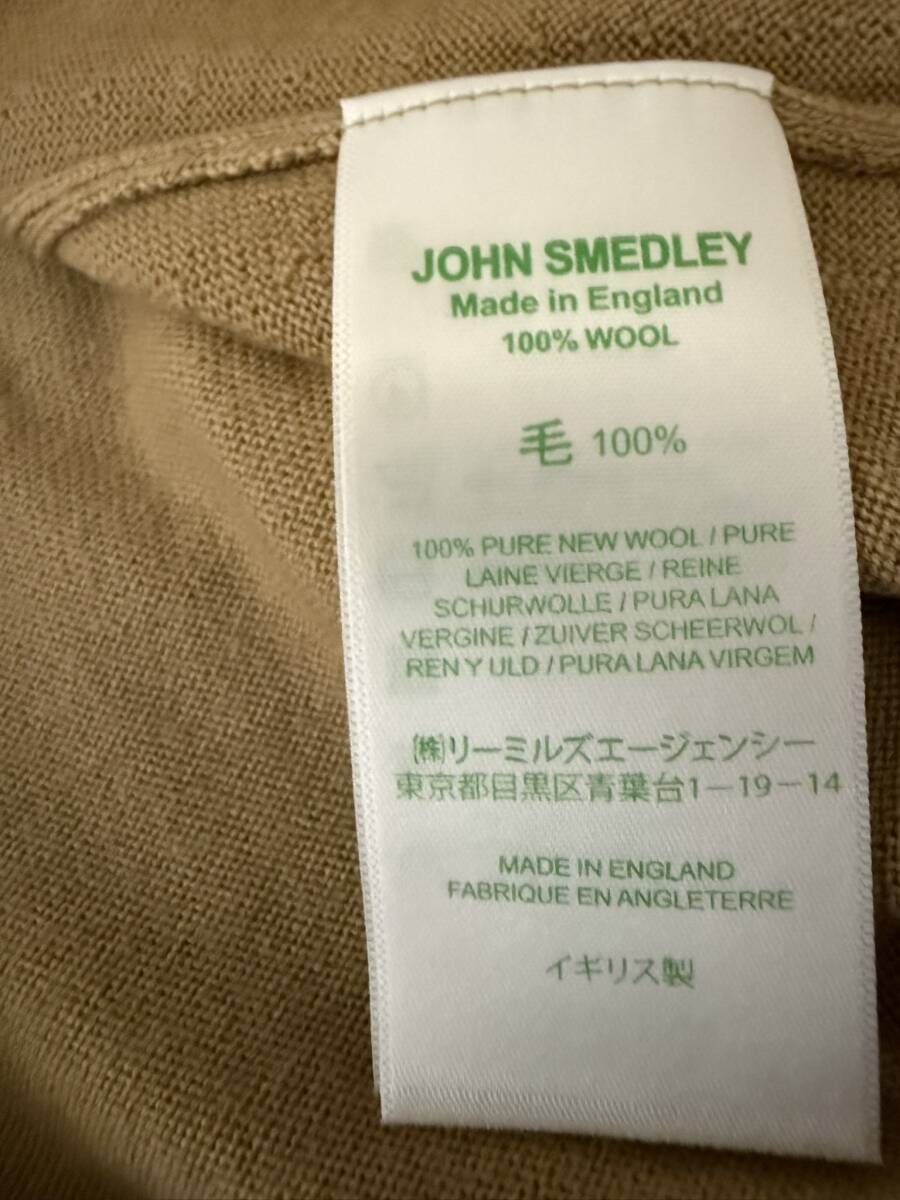 JOHN SMEDLEY
Made in England
100% WOOL
毛 100%
100% PURE NEW WOOL / PURE
LAINE VIERGE / REINE
SCHURWOLLE / PURA LANA
VERGINE / ZUIVER SCHEERWOL /
REN Y ULD / PURA LANA VIRGEM
㈱リーミルズエージェンシー
東京都目黒区青葉台1－19－14
MADE IN ENGLAND
FABRIQUE EN ANGLETERRE
イギリス製